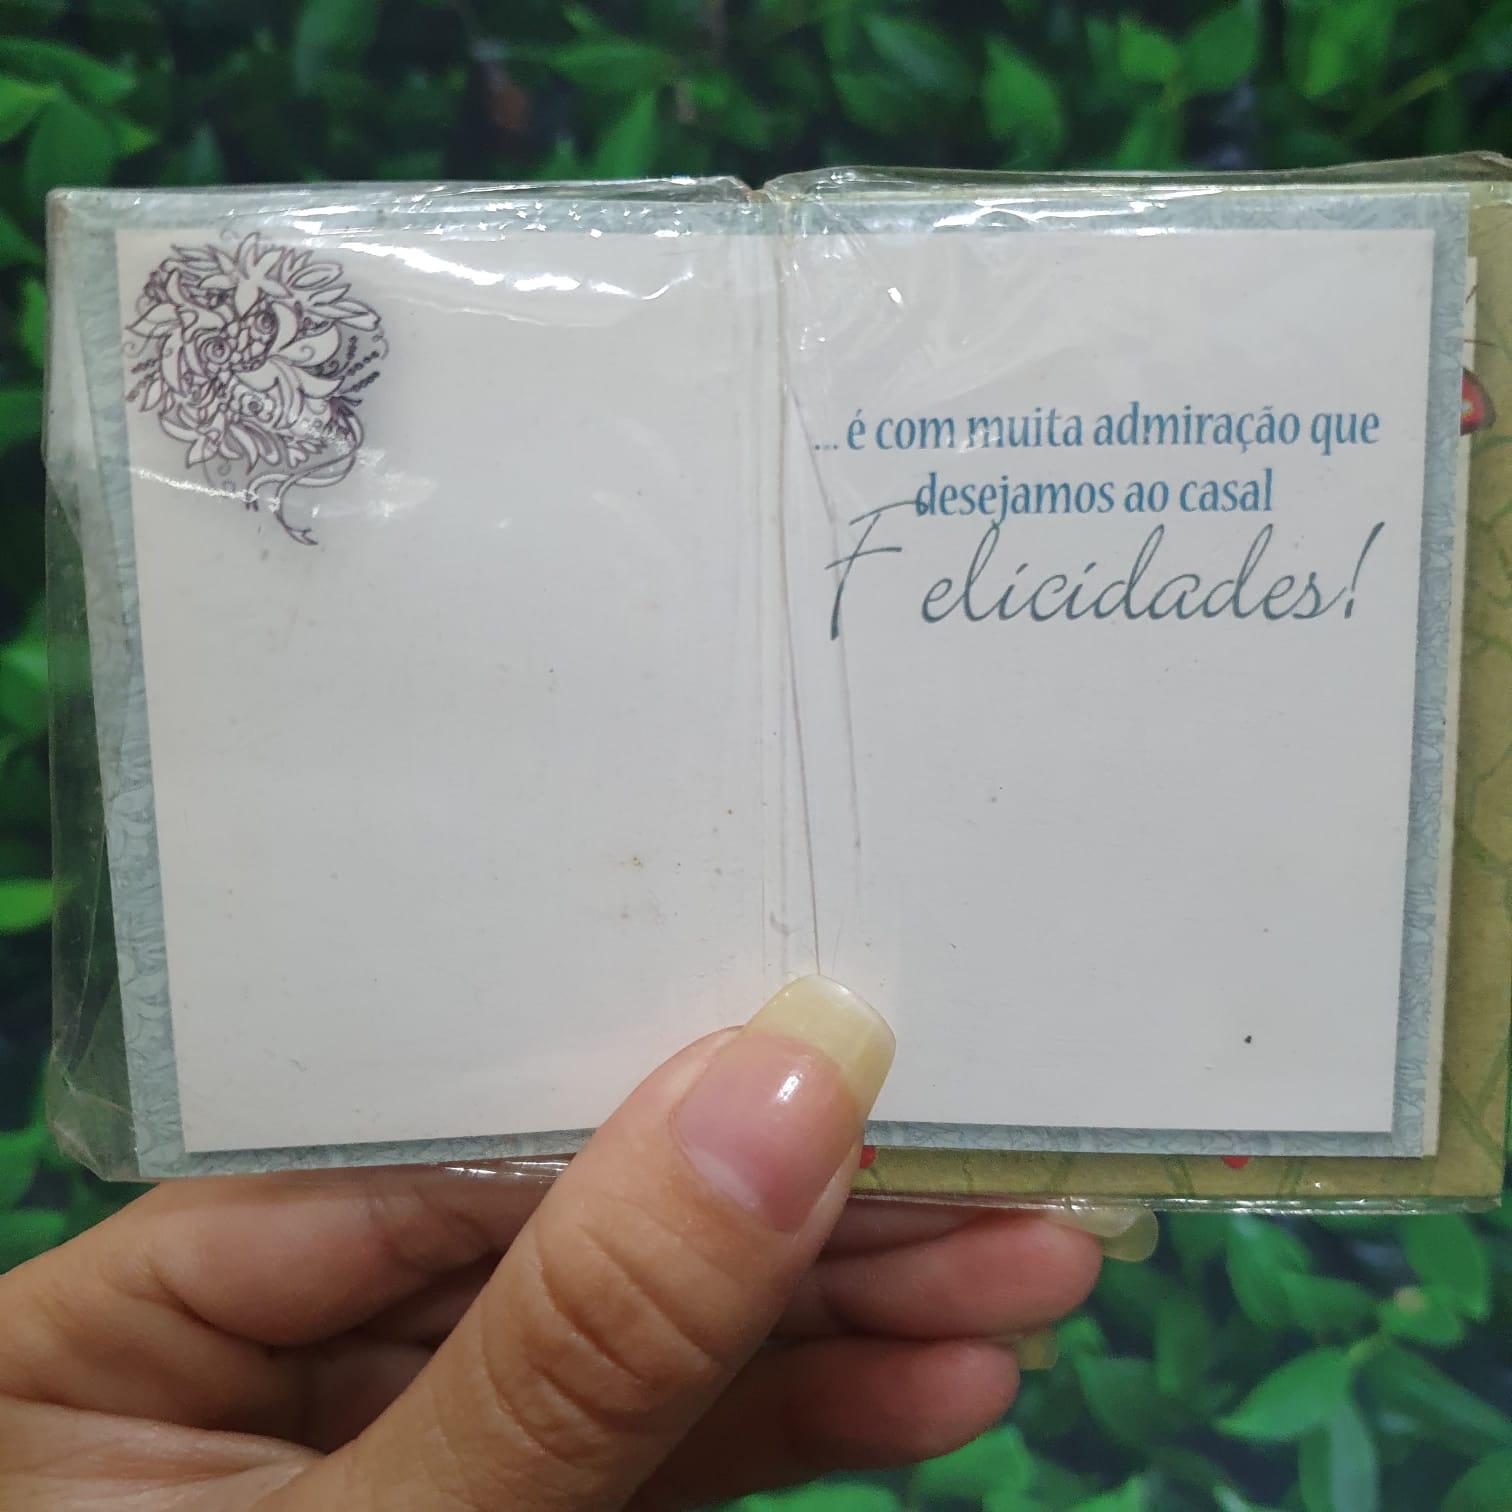 ... é com muita admiração que
desejamos ao casal
Felicidades!